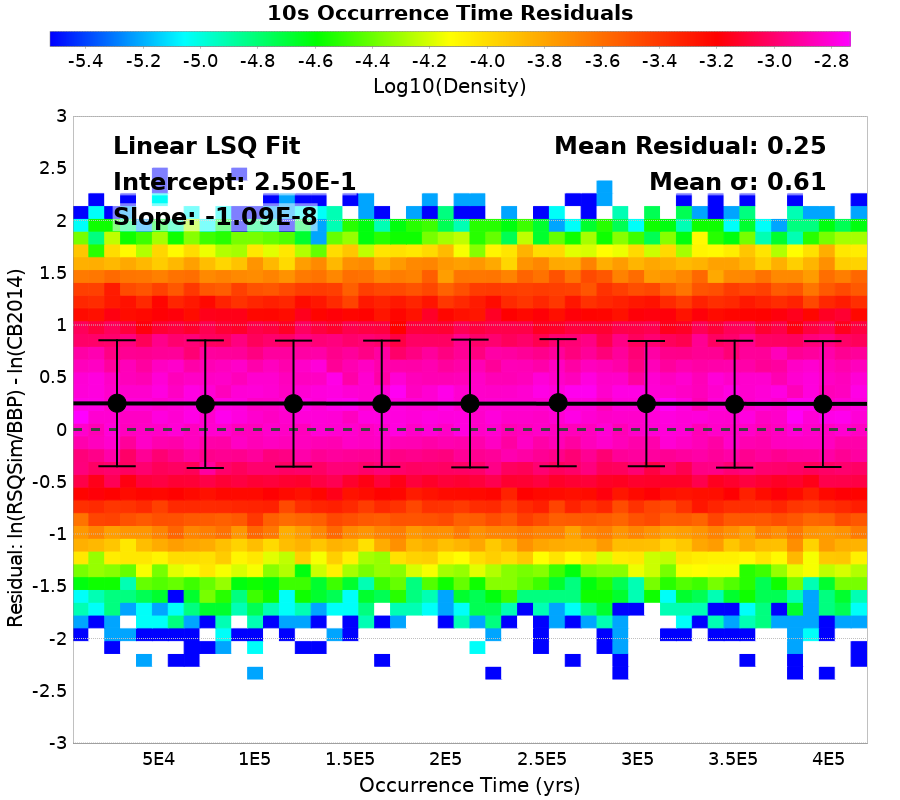 10s Occurrence Time Residuals
-5.4 -5.2 -5.0 -4.8 -4.6 -4.4 -4.2 -4.0 -3.8 -3.6 -3.4 -3.2 -3.0 -2.8
Log10(Density)
Linear LSQ Fit
Intercept: 2.50E-1
Slope: -1.09E-8
Mean Residual: 0.25
Mean σ: 0.61
Residual: ln(RSQSim/BBP) - ln(CB2014)
3
2.5
2
1.5
1
0.5
0
-0.5
-1
-1.5
-2
-2.5
-3
5E4 1E5 1.5E5 2E5 2.5E5 3E5 3.5E5 4E5
Occurrence Time (yrs)